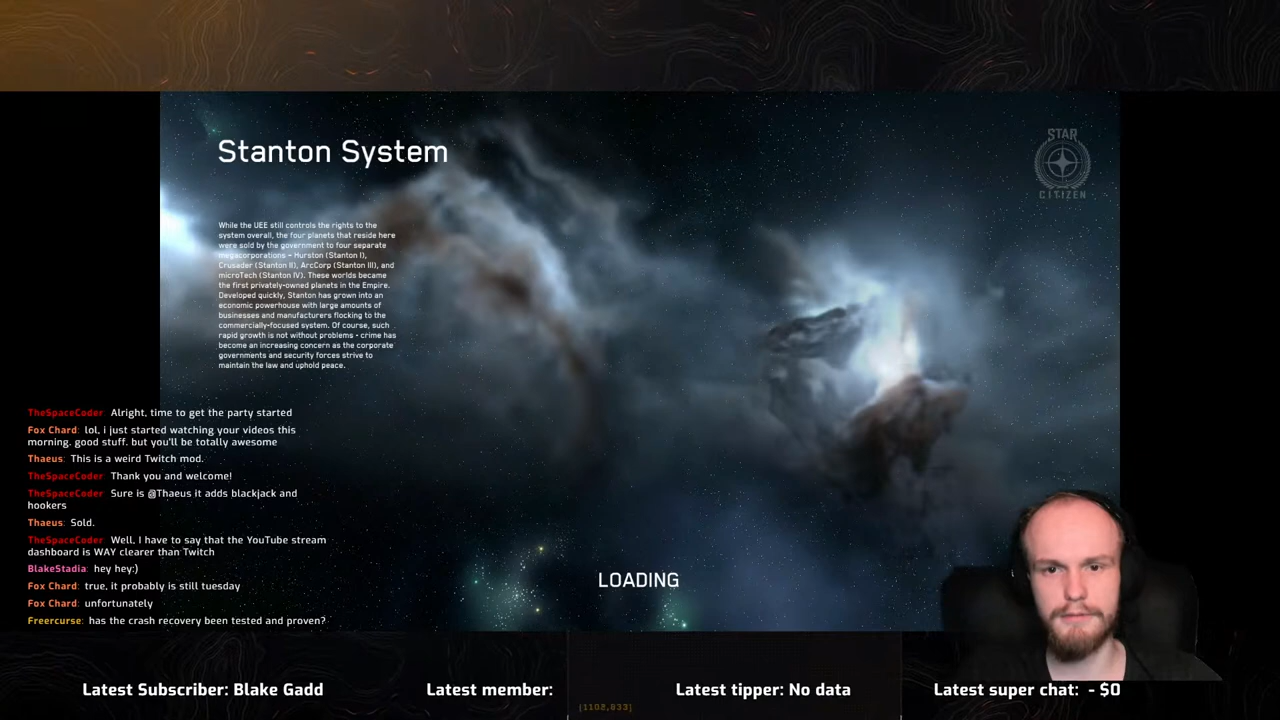 Stanton System
STAR
CITIZEN
While the UEE still controls the rights to the
system overall, the four planets that reside here
were sold by the government to four separate
megacorporations - Hurston (Stanton I),
Crusader (Stanton II), ArcCorp (Stanton III), and
microTech (Stanton IV). These worlds became
the first privately-owned planets in the Empire.
Developed quickly, Stanton has grown into an
economic powerhouse with large amounts of
businesses and manufacturers flocking to the
commercially-focused system. Of course, such
rapid growth is not without problems - crime has
become an increasing concern as the corporate
governments and security forces strive to
maintain the law and uphold peace.
TheSpaceCoder: Alright, time to get the party started
Fox Chard: lol, i just started watching your videos this
morning. good stuff. but you'll be totally awesome
Thaeus: This is a weird Twitch mod.
TheSpaceCoder: Thank you and welcome!
TheSpaceCoder: Sure is @Thaeus it adds blackjack and
hookers
Thaeus: Sold.
TheSpaceCoder: Well, I have to say that the YouTube stream
dashboard is WAY clearer than Twitch
BlakeStadia: hey hey:)
Fox Chard: true, it probably is still tuesday
Fox Chard: unfortunately
Freercurse: has the crash recovery been tested and proven?
LOADING
Latest Subscriber: Blake Gadd
Latest member:
Latest tipper: No data
Latest super chat: - $0
[1102,833]